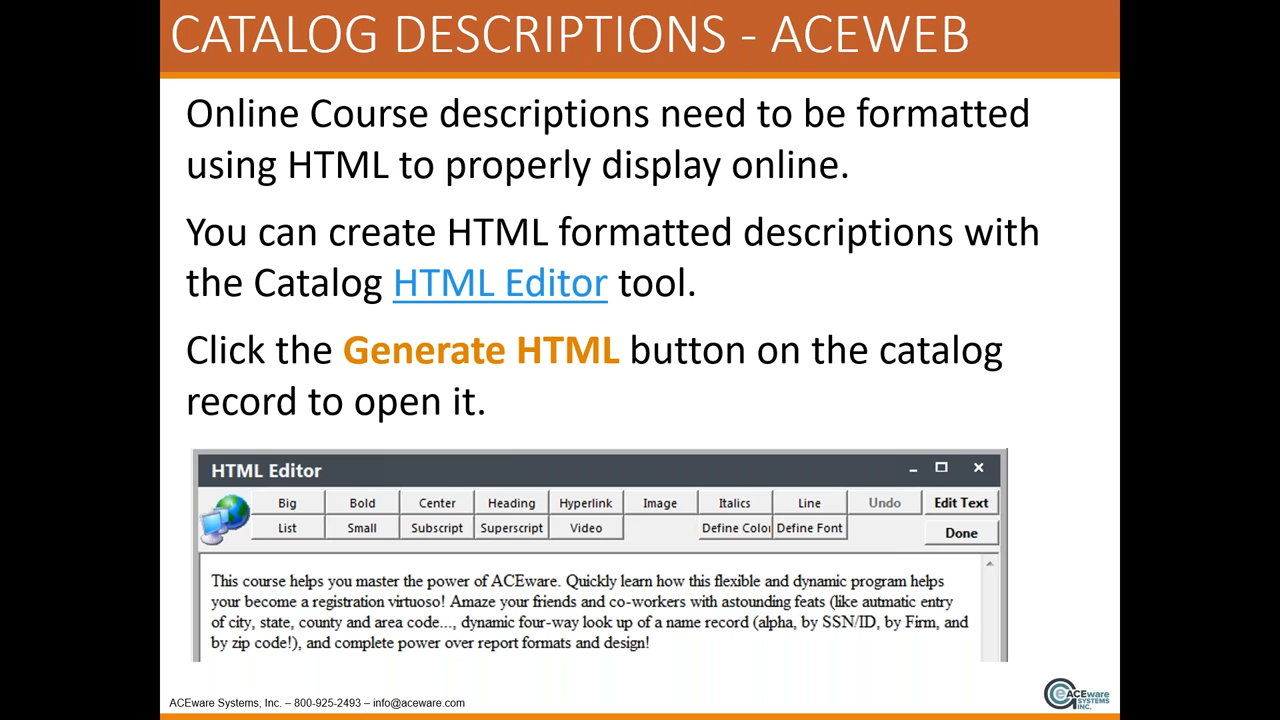 CATALOG DESCRIPTIONS - ACEWEB
Online Course descriptions need to be formatted
using HTML to properly display online.
You can create HTML formatted descriptions with
the Catalog HTML Editor tool.
Click the Generate HTML button on the catalog
record to open it.
HTML Editor
Big Bold Center Heading Hyperlink Image Italics Line Undo Edit Text
List Small Subscript Superscript Video Define Color Define Font Done
This course helps you master the power of ACEware. Quickly learn how this flexible and dynamic program helps
your become a registration virtuoso! Amaze your friends and co-workers with astounding feats (like autmatic entry
of city, state, county and area code..., dynamic four-way look up of a name record (alpha, by SSN/ID, by Firm, and
by zip code!), and complete power over report formats and design!
ACEware Systems, Inc. – 800-925-2493 – info@aceware.com
ACEware
SYSTEMS
INC.